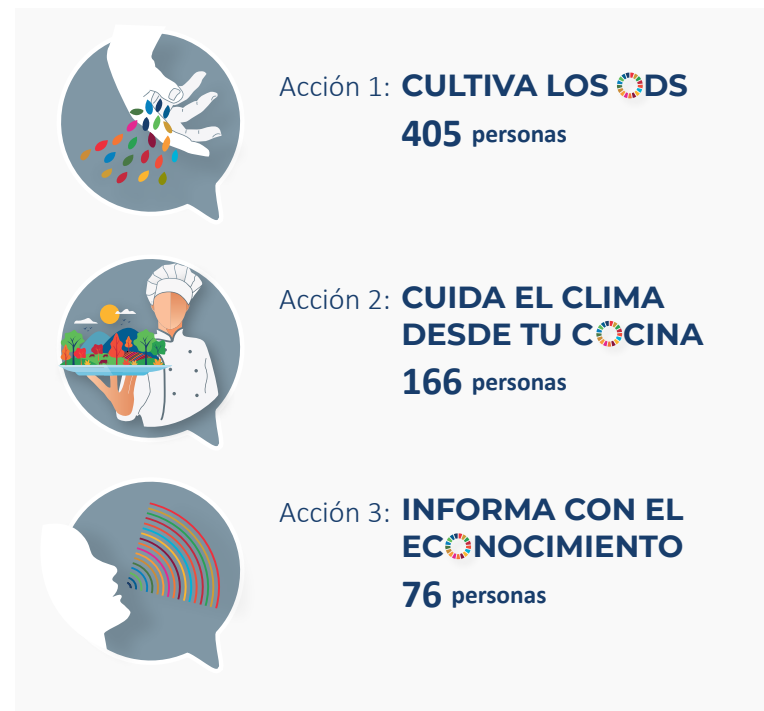 Acción 1: CULTIVA LOS ODS
405 personas
Acción 2: CUIDA EL CLIMA
DESDE TU COCINA
166 personas
Acción 3: INFORMA CON EL
ECONOCIMIENTO
76 personas